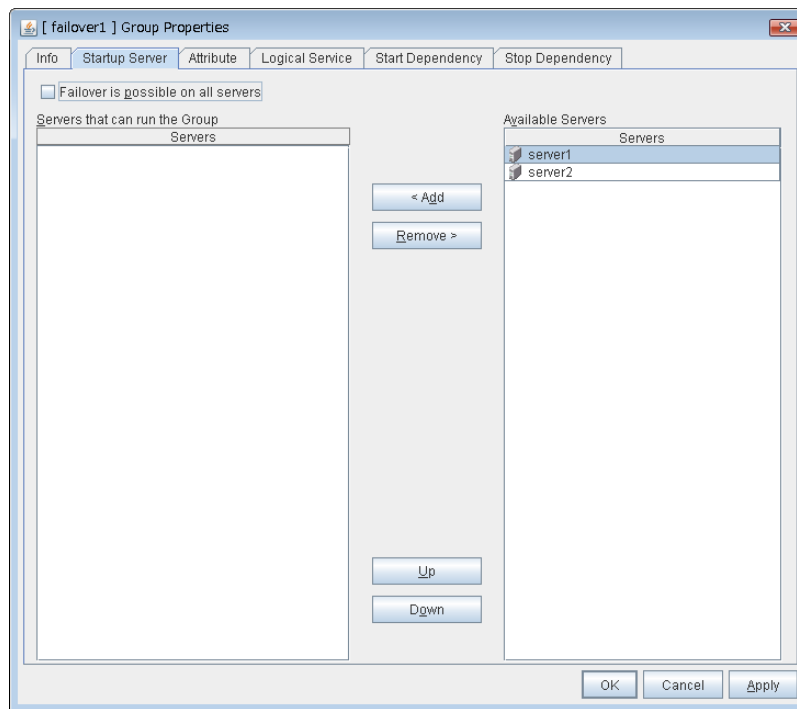 [ failover1 ] Group Properties
Info Startup Server Attribute Logical Service Start Dependency Stop Dependency
Failover is possible on all servers
Servers that can run the Group
Servers
Available Servers
Servers
server1
server2
< Add
Remove >
Up
Down
OK Cancel Apply